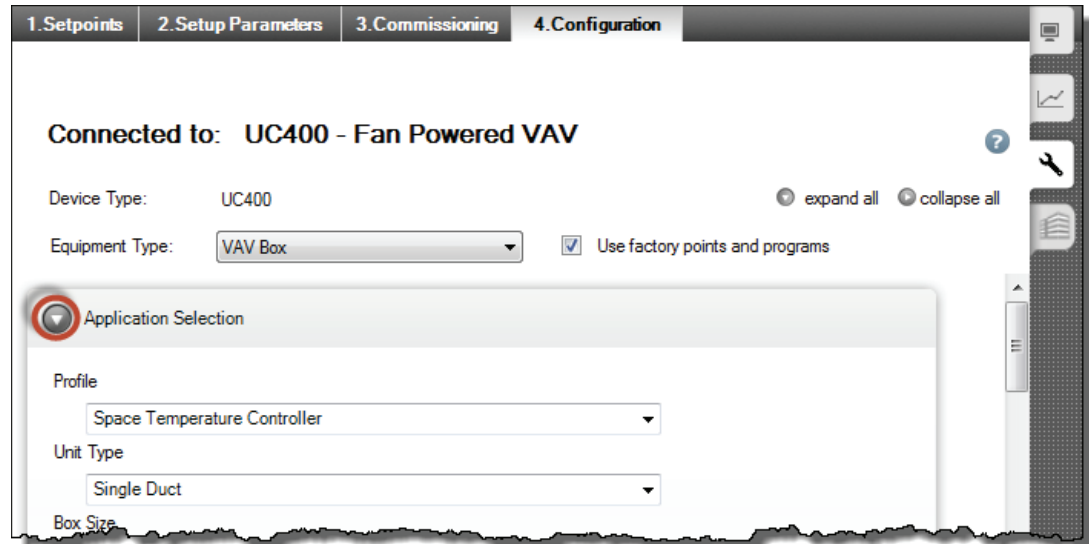 1.Setpoints 2.Setup Parameters 3.Commissioning 4.Configuration
Connected to: UC400 - Fan Powered VAV
?
Device Type: UC400 expand all collapse all
Equipment Type: VAV Box Use factory points and programs
Application Selection
Profile
Space Temperature Controller
Unit Type
Single Duct
Box Size